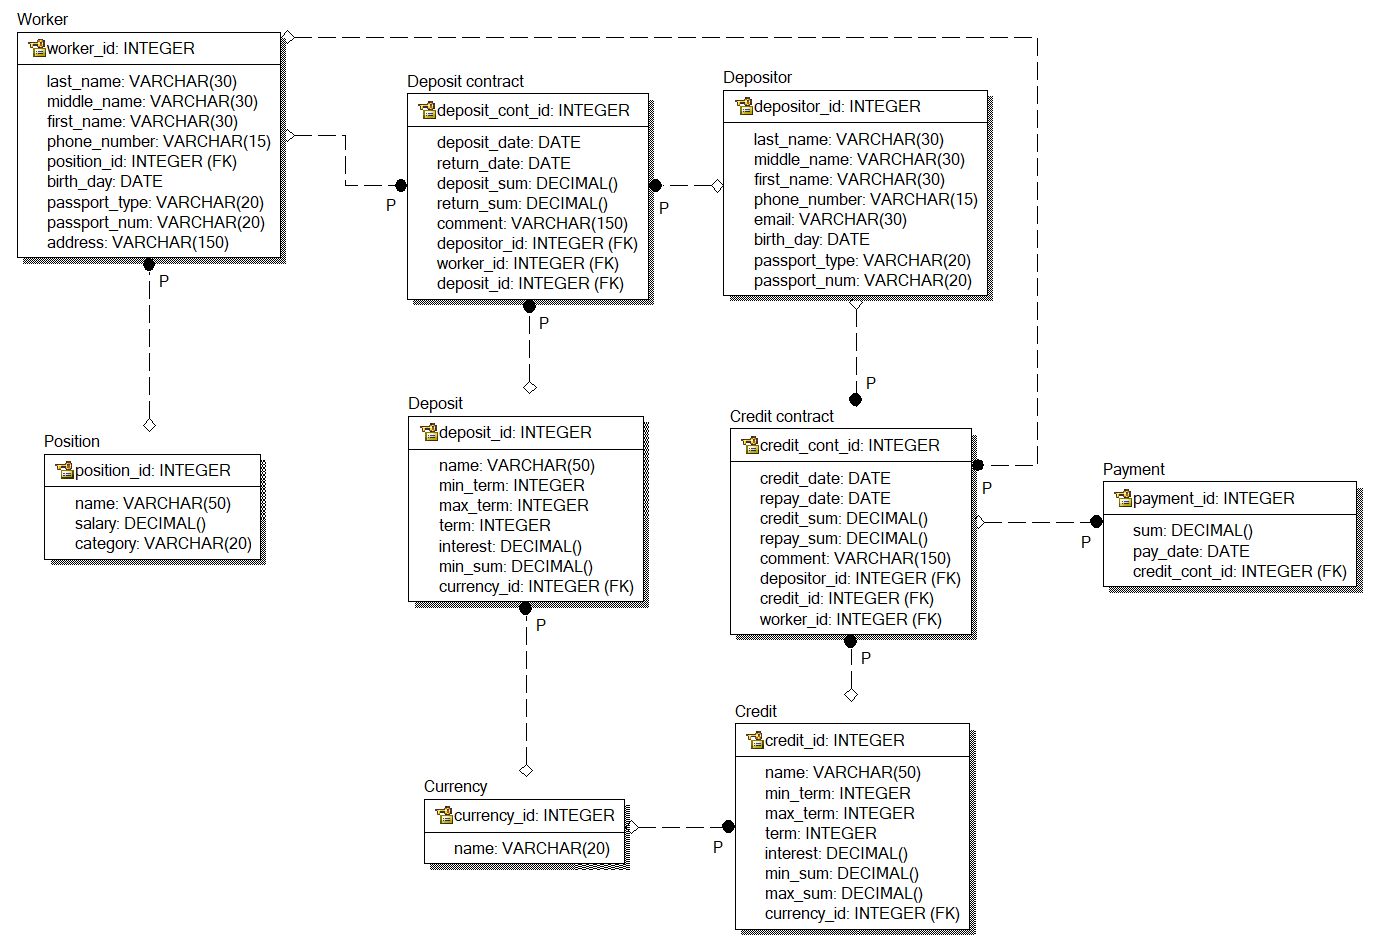 Worker
worker_id: INTEGER
last_name: VARCHAR(30)
middle_name: VARCHAR(30)
first_name: VARCHAR(30)
phone_number: VARCHAR(15)
position_id: INTEGER (FK)
birth_day: DATE
passport_type: VARCHAR(20)
passport_num: VARCHAR(20)
address: VARCHAR(150)
P
Deposit contract
deposit_cont_id: INTEGER
deposit_date: DATE
return_date: DATE
deposit_sum: DECIMAL()
return_sum: DECIMAL()
comment: VARCHAR(150)
depositor_id: INTEGER (FK)
worker_id: INTEGER (FK)
deposit_id: INTEGER (FK)
P
P
P
Depositor
depositor_id: INTEGER
last_name: VARCHAR(30)
middle_name: VARCHAR(30)
first_name: VARCHAR(30)
phone_number: VARCHAR(15)
email: VARCHAR(30)
birth_day: DATE
passport_type: VARCHAR(20)
passport_num: VARCHAR(20)
P
Position
position_id: INTEGER
name: VARCHAR(50)
salary: DECIMAL()
category: VARCHAR(20)
Deposit
deposit_id: INTEGER
name: VARCHAR(50)
min_term: INTEGER
max_term: INTEGER
term: INTEGER
interest: DECIMAL()
min_sum: DECIMAL()
currency_id: INTEGER (FK)
P
Credit contract
credit_cont_id: INTEGER
credit_date: DATE
repay_date: DATE
credit_sum: DECIMAL()
repay_sum: DECIMAL()
comment: VARCHAR(150)
depositor_id: INTEGER (FK)
credit_id: INTEGER (FK)
worker_id: INTEGER (FK)
P
P
P
Payment
payment_id: INTEGER
sum: DECIMAL()
pay_date: DATE
credit_cont_id: INTEGER (FK)
Currency
currency_id: INTEGER
name: VARCHAR(20)
P
Credit
credit_id: INTEGER
name: VARCHAR(50)
min_term: INTEGER
max_term: INTEGER
term: INTEGER
interest: DECIMAL()
min_sum: DECIMAL()
max_sum: DECIMAL()
currency_id: INTEGER (FK)